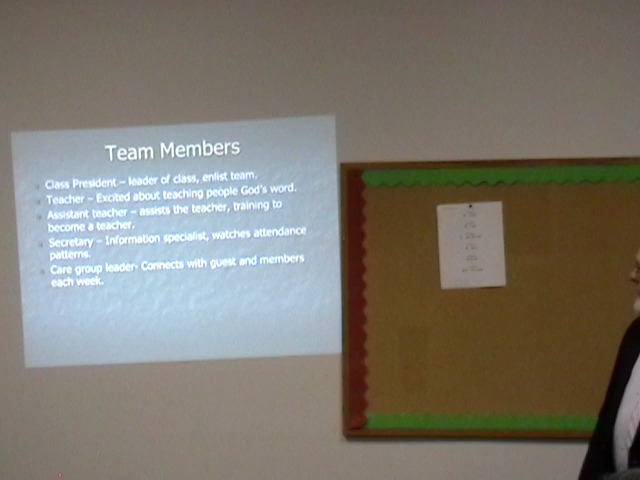 Team Members
Class President – leader of class, enlist team.
Teacher – Excited about teaching people God's word.
Assistant teacher – assists the teacher, training to
become a teacher.
Secretary – Information specialist, watches attendance
patterns.
Care group leader- Connects with guest and members
each week.